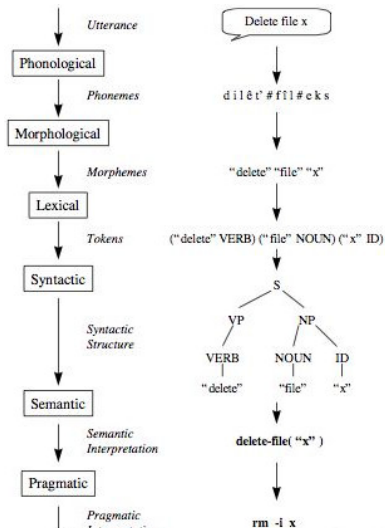 Utterance
Delete file x
Phonological
Phonemes
d i l ê t' # f î l # e k s
Morphological
Morphemes
“delete” “file” “x”
Lexical
Tokens
(“delete” VERB) (“file” NOUN) (“x” ID)
Syntactic
S
VP NP
Syntactic
Structure
VERB NOUN ID
“delete” “file” “x”
Semantic
Semantic
Interpretation
delete-file( “x” )
Pragmatic
Pragmatic
rm -i x